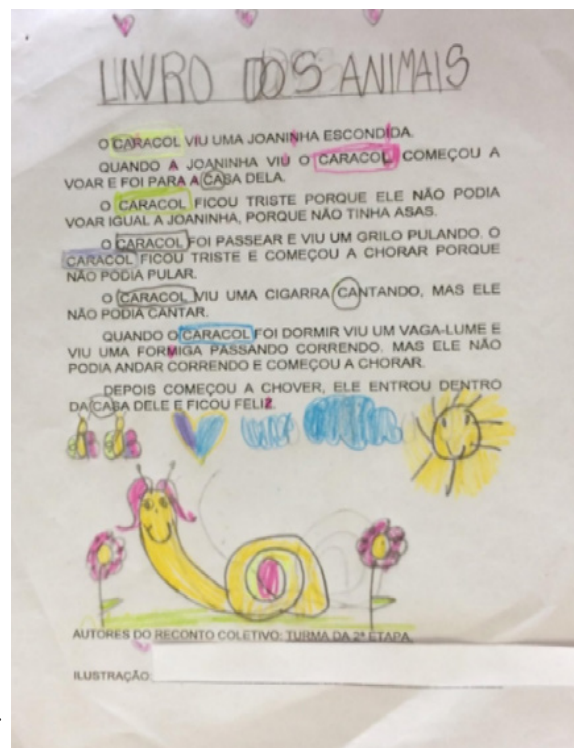 LIVRO DOS ANIMAIS
O CARACOL VIU UMA JOANINHA ESCONDIDA.
QUANDO A JOANINHA VIU O CARACOL COMEÇOU A
VOAR E FOI PARA A CASA DELA.
O CARACOL FICOU TRISTE PORQUE ELE NÃO PODIA
VOAR IGUAL A JOANINHA, PORQUE NÃO TINHA ASAS.
O CARACOL FOI PASSEAR E VIU UM GRILO PULANDO. O
CARACOL FICOU TRISTE E COMEÇOU A CHORAR PORQUE
NÃO PODIA PULAR.
O CARACOL VIU UMA CIGARRA CANTANDO, MAS ELE
NÃO PODIA CANTAR.
QUANDO O CARACOL FOI DORMIR VIU UM VAGA-LUME E
VIU UMA FORMIGA PASSANDO CORRENDO. MAS ELE NÃO
PODIA ANDAR CORRENDO E COMEÇOU A CHORAR.
DEPOIS COMEÇOU A CHOVER, ELE ENTROU DENTRO
DA CASA DELE E FICOU FELIZ.
AUTORES DO RECONTO COLETIVO: TURMA DA 2ª ETAPA.
ILUSTRAÇÃO: